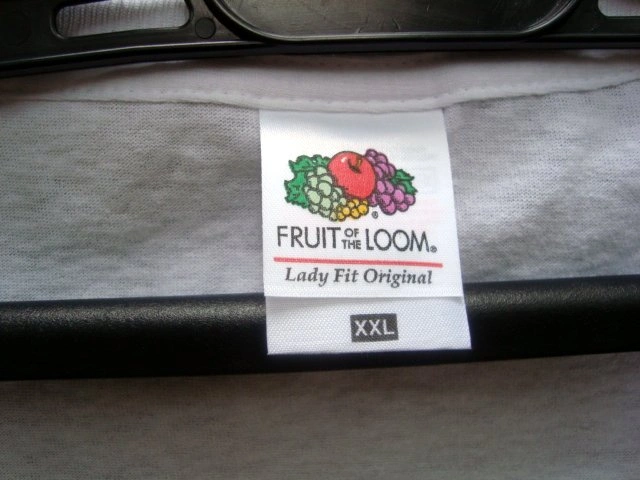 FRUIT OF THE LOOM®
Lady Fit Original
XXL